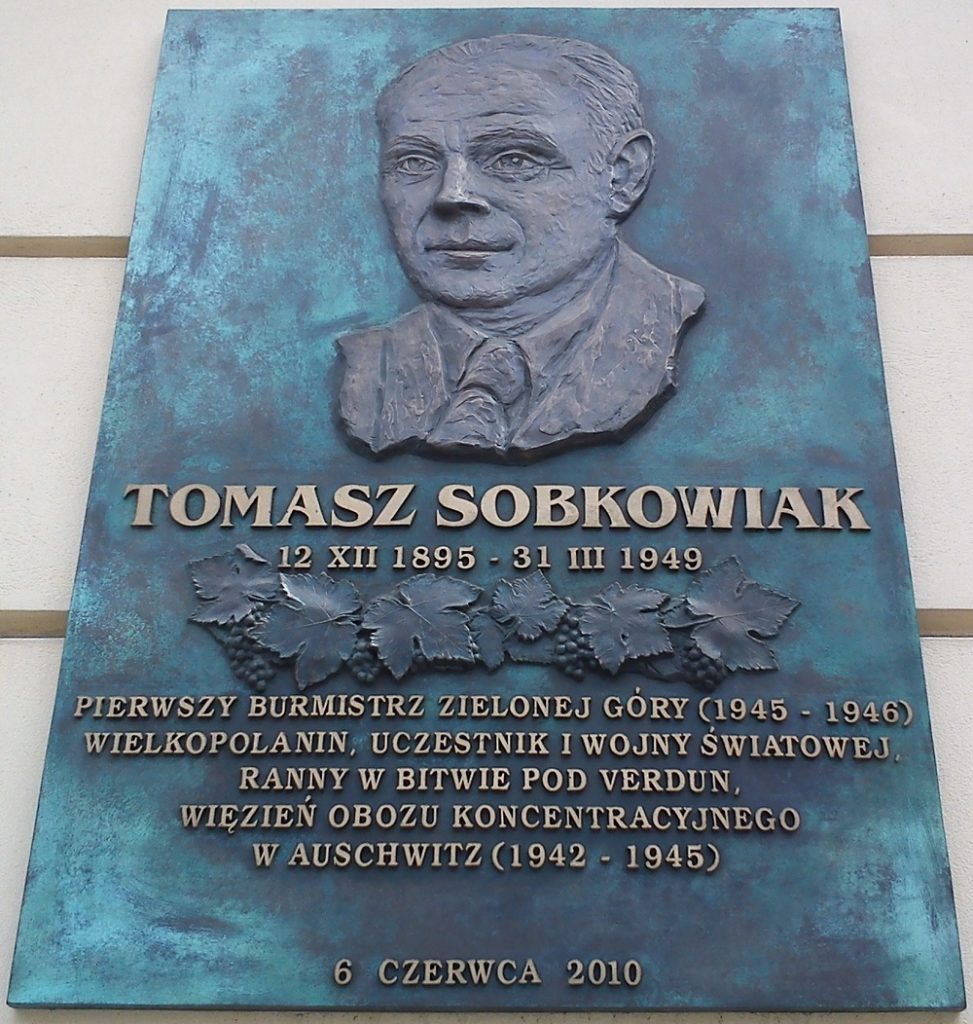 TOMASZ SOBKOWIAK
12 XII 1895 - 31 III 1949
PIERWSZY BURMISTRZ ZIELONEJ GÓRY (1945 - 1946)
WIELKOPOLANIN, UCZESTNIK I WOJNY ŚWIATOWEJ,
RANNY W BITWIE POD VERDUN,
WIĘZIEŃ OBOZU KONCENTRACYJNEGO
W AUSCHWITZ (1942 - 1945)
6 CZERWCA 2010